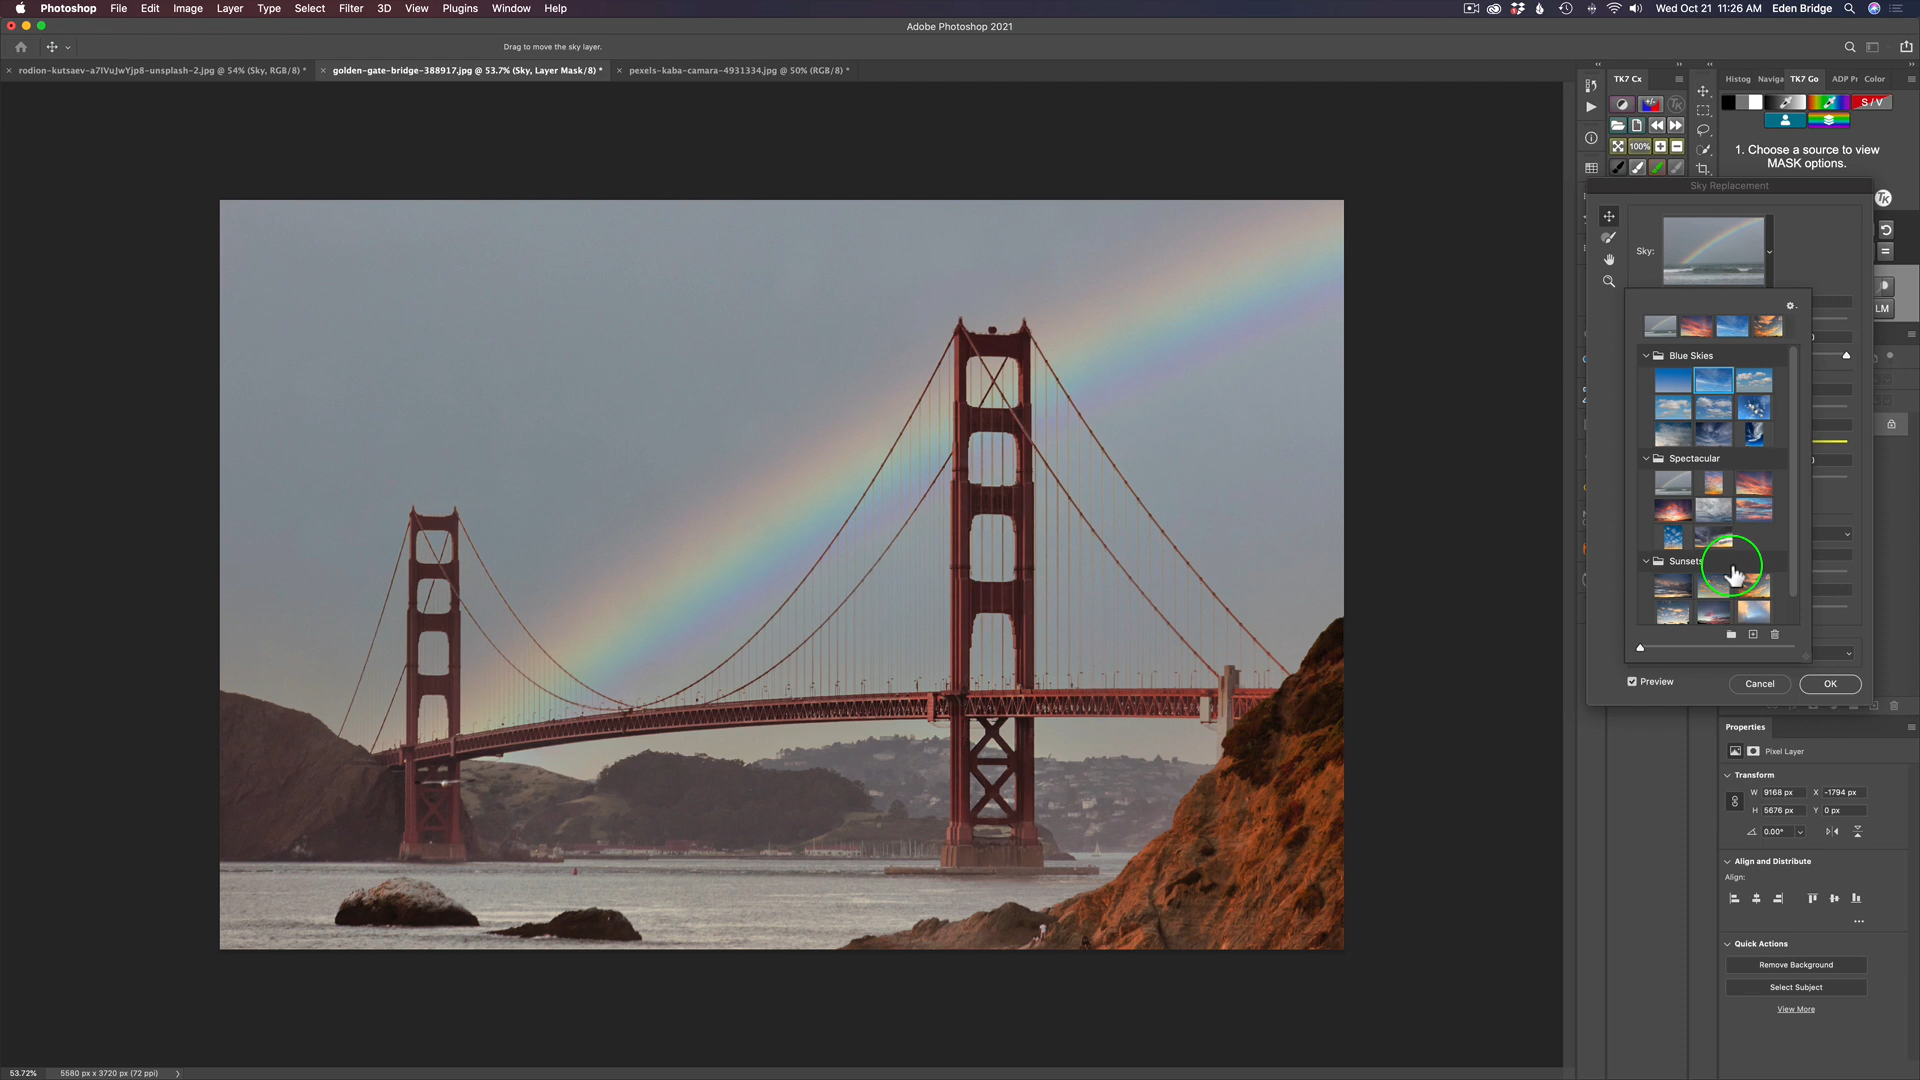 Photoshop File Edit Image Layer Type Select Filter 3D View Plugins Window Help Wed Oct 21 11:26 AM Eden Bridge
Adobe Photoshop 2021
Drag to move the sky layer.
rodion-kutsaev-a7IVuJwYjp8-unsplash-2.jpg @ 54% (Sky, RGB/8) * golden-gate-bridge-388917.jpg @ 53.7% (Sky, Layer Mask/8) * pexels-kaba-camara-4931334.jpg @ 50% (RGB/8) *
TK7 Cx Histog Naviga TK7 Go ADP Pr Color
S / V
100%
1. Choose a source to view
MASK options.
Sky Replacement
TK
Sky:
LM
Blue Skies
Spectacular
Sunsets
Preview Cancel OK
Properties
Pixel Layer
Transform
W 9168 px X -1794 px
H 5676 px Y 0 px
0.00°
Align and Distribute
Align:
Quick Actions
Remove Background
Select Subject
View More
53.72% 5580 px x 3720 px (72 ppi)